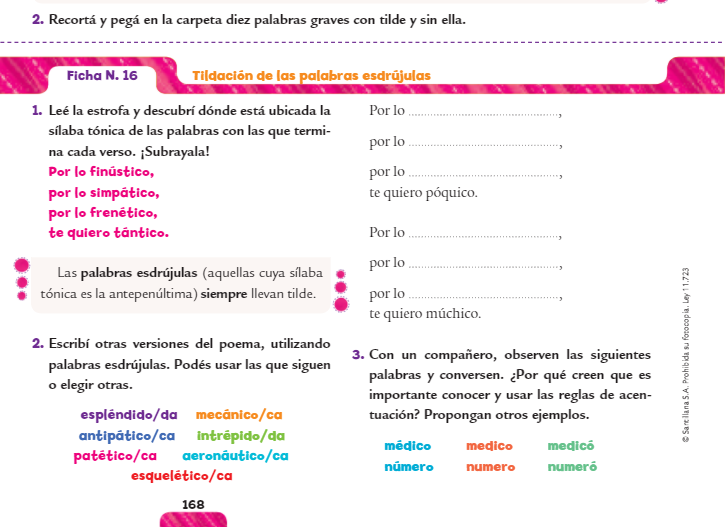 2. Recortá y pegá en la carpeta diez palabras graves con tilde y sin ella.
Ficha N. 16
Tildación de las palabras esdrújulas
1. Leé la estrofa y descubrí dónde está ubicada la
sílaba tónica de las palabras con las que termi-
na cada verso. ¡Subrayala!
Por lo finústico,
por lo simpático,
por lo frenético,
te quiero tántico.
Las palabras esdrújulas (aquellas cuya sílaba
tónica es la antepenúltima) siempre llevan tilde.
2. Escribí otras versiones del poema, utilizando
palabras esdrújulas. Podés usar las que siguen
o elegir otras.
espléndido/da mecánico/ca
antipático/ca intrépido/da
patético/ca aeronáutico/ca
esquelético/ca
Por lo ..........................................,
por lo ..........................................,
por lo ..........................................,
te quiero póquico.
Por lo ..........................................,
por lo ..........................................,
por lo ..........................................,
te quiero múchico.
3. Con un compañero, observen las siguientes
palabras y conversen. ¿Por qué creen que es
importante conocer y usar las reglas de acen-
tuación? Propongan otros ejemplos.
médico medico medicó
número numero numeró
© Santillana S.A. Prohibida su fotocopia. Ley 11.723
168